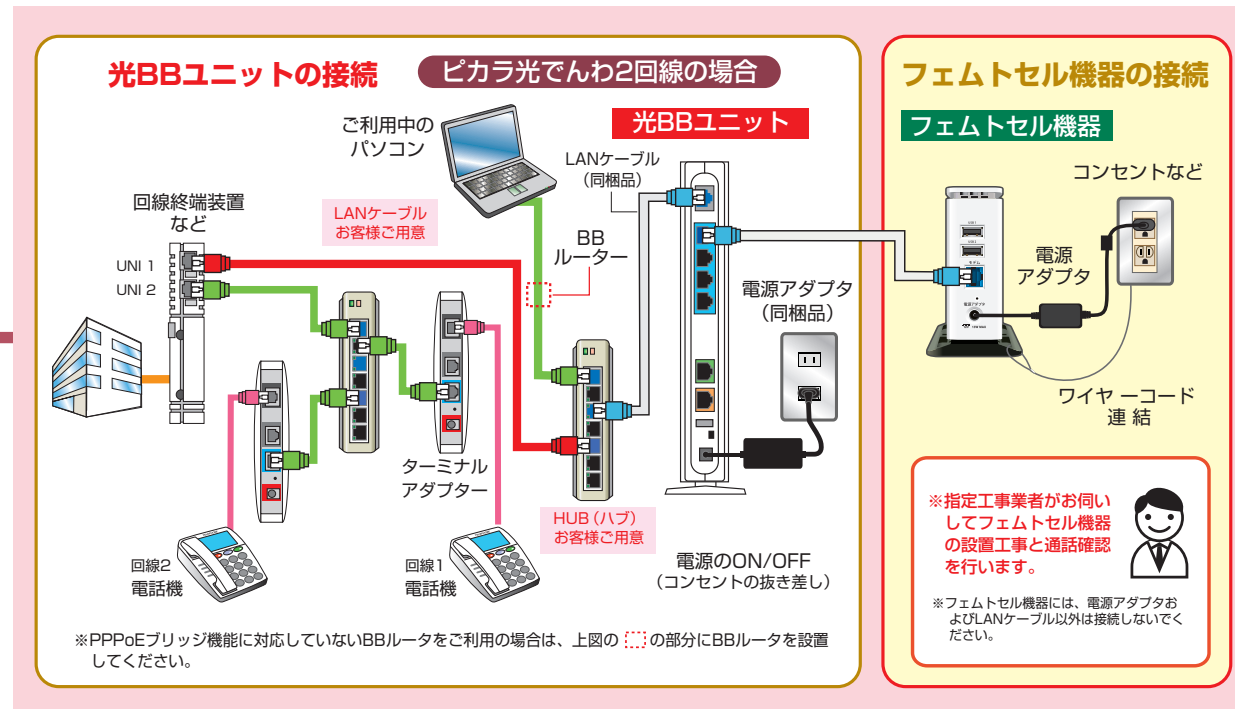 光BBユニットの接続
ピカラ光でんわ2回線の場合
ご利用中の
パソコン
光BBユニット
LANケーブル
(同梱品)
回線終端装置
など
LANケーブル
お客様ご用意
BB
ルーター
UNI 1
UNI 2
電源アダプタ
(同梱品)
ターミナル
アダプター
HUB(ハブ)
お客様ご用意
回線2
電話機
回線1
電話機
電源のON/OFF
(コンセントの抜き差し)
※PPPoEブリッジ機能に対応していないBBルータをご利用の場合は、上図の の部分にBBルータを設置
してください。
フェムトセル機器の接続
フェムトセル機器
コンセントなど
電源
アダプタ
モデム
電源アダプタ
ワイヤーコード
連 結
※指定工事業者がお伺い
してフェムトセル機器
の設置工事と通話確認
を行います。
※フェムトセル機器には、電源アダプタお
よびLANケーブル以外は接続しないでく
ださい。